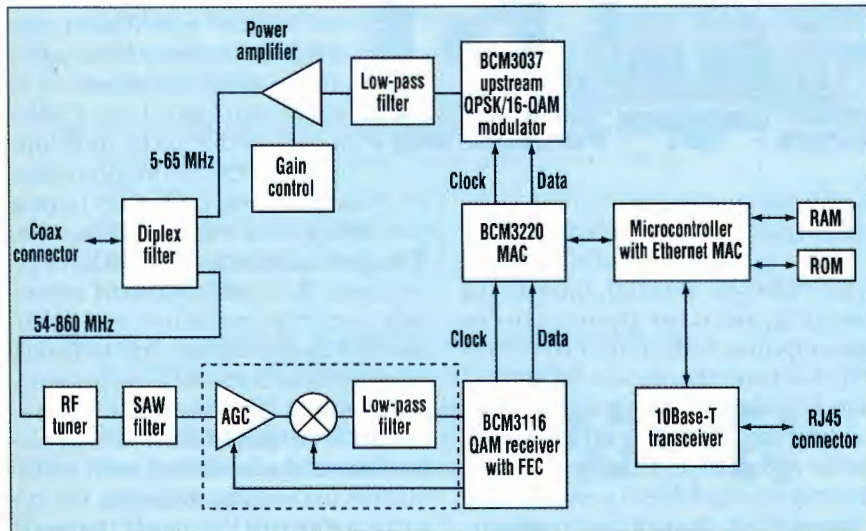 Power
amplifier
Low-pass
filter
BCM3037
upstream
QPSK/16-QAM
modulator
5-65 MHz
Gain
control
Clock
Data
Coax
connector
Diplex
filter
BCM3220
MAC
Microcontroller
with Ethernet MAC
RAM
ROM
54-860 MHz
Clock
Data
RF
tuner
SAW
filter
AGC
Low-pass
filter
BCM3116
QAM receiver
with FEC
10Base-T
transceiver
RJ45
connector